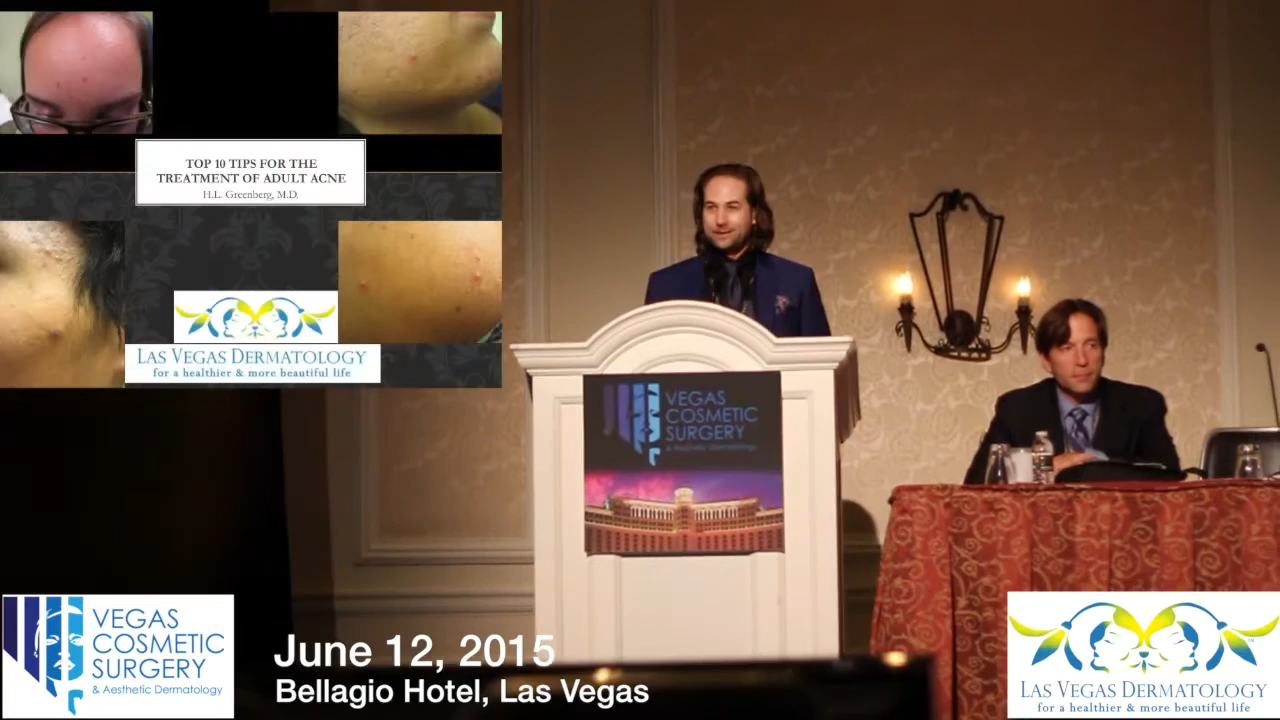 TOP 10 TIPS FOR THE
TREATMENT OF ADULT ACNE
H.L. Greenberg, M.D.
LAS VEGAS DERMATOLOGY
for a healthier & more beautiful life
VEGAS
COSMETIC
SURGERY
& Aesthetic Dermatology
VEGAS
COSMETIC
SURGERY
& Aesthetic Dermatology
June 12, 2015
Bellagio Hotel, Las Vegas
LAS VEGAS DERMATOLOGY
for a healthier & more beautiful life